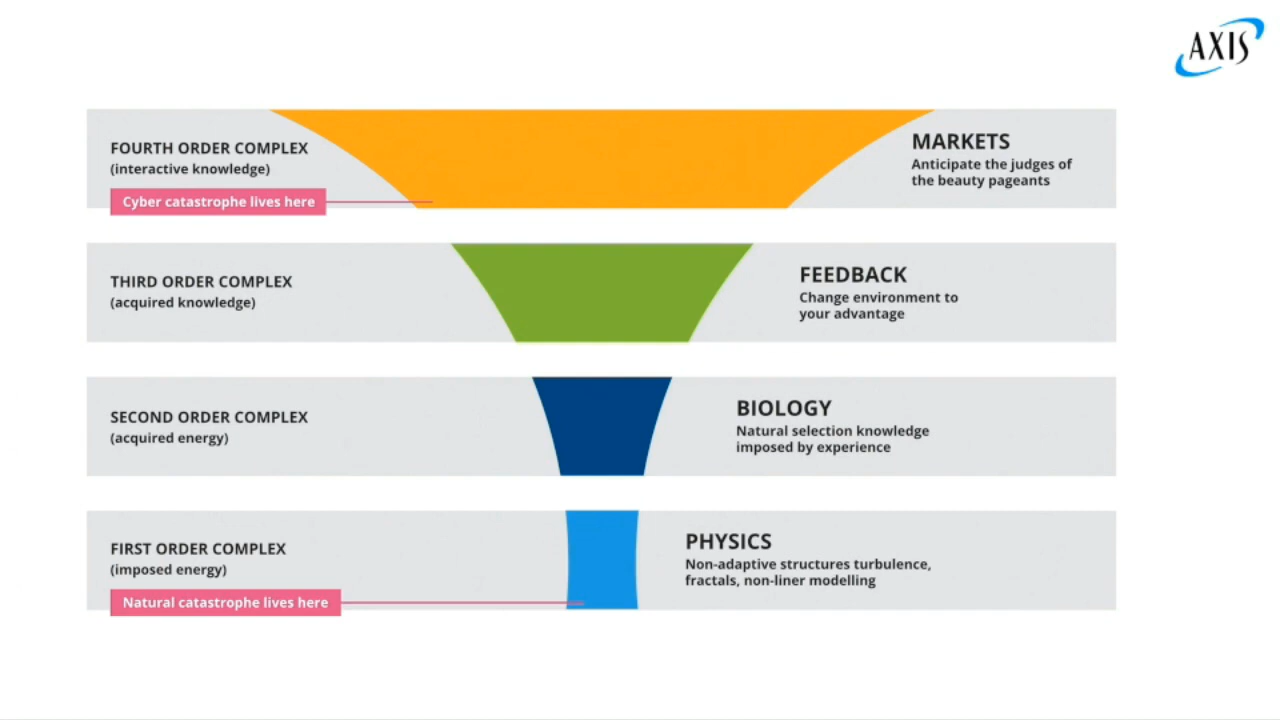 AXIS
FOURTH ORDER COMPLEX
(interactive knowledge)
Cyber catastrophe lives here
MARKETS
Anticipate the judges of
the beauty pageants
THIRD ORDER COMPLEX
(acquired knowledge)
FEEDBACK
Change environment to
your advantage
SECOND ORDER COMPLEX
(acquired energy)
BIOLOGY
Natural selection knowledge
imposed by experience
FIRST ORDER COMPLEX
(imposed energy)
Natural catastrophe lives here
PHYSICS
Non-adaptive structures turbulence,
fractals, non-liner modelling